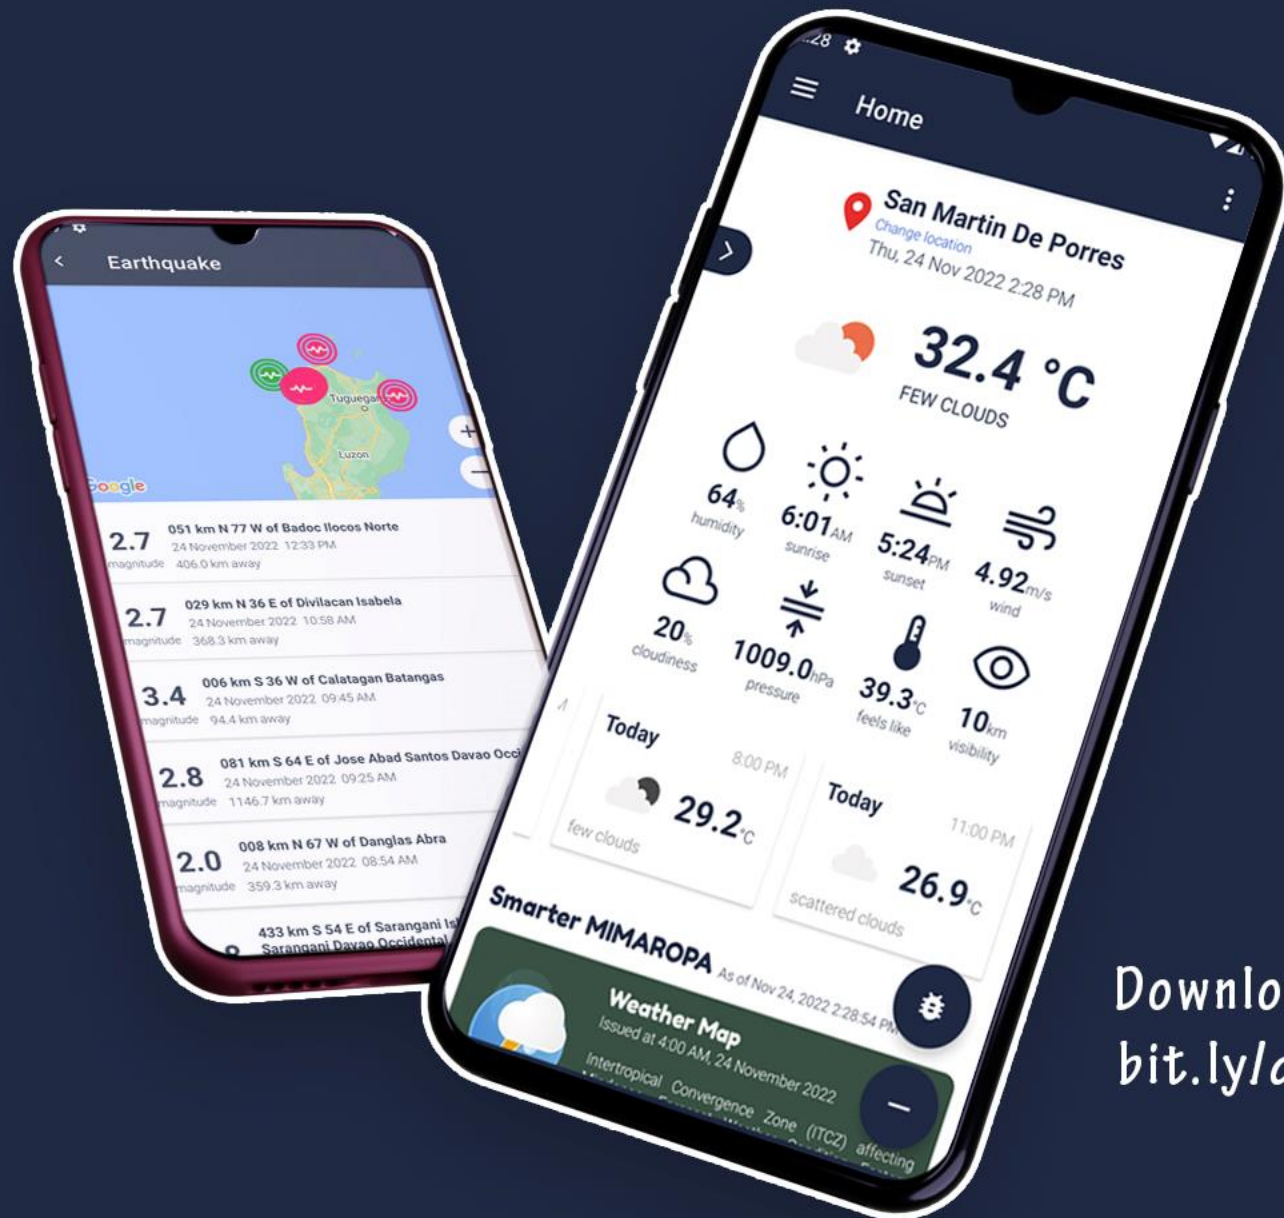 Earthquake
Tuguegar
Luzon
Google
2.7
magnitude
051 km N 77 W of Badoc Ilocos Norte
24 November 2022 12:33 PM
406.0 km away
2.7
magnitude
029 km N 36 E of Divilacan Isabela
24 November 2022 10:58 AM
368.3 km away
3.4
magnitude
006 km S 36 W of Calatagan Batangas
24 November 2022 09:45 AM
94.4 km away
2.8
magnitude
081 km S 64 E of Jose Abad Santos Davao Occi
24 November 2022 09:25 AM
1146.7 km away
2.0
magnitude
008 km N 67 W of Danglas Abra
24 November 2022 08:54 AM
359.3 km away
433 km S 54 E of Sarangani Isl
Sarangani Davao Occidental
:28
Home
San Martin De Porres
Change location
Thu, 24 Nov 2022 2:28 PM
32.4 °C
FEW CLOUDS
64%
humidity
6:01AM
sunrise
5:24PM
sunset
4.92m/s
wind
20%
cloudiness
1009.0hPa
pressure
39.3°C
feels like
10km
visibility
Today
8:00 PM
29.2°C
few clouds
Today
11:00 PM
26.9°C
scattered clouds
Smarter MIMAROPA
As of Nov 24, 2022 2:28:54 PM
Weather Map
Issued at 4:00 AM, 24 November 2022
Intertropical Convergence Zone (ITCZ) affecting
Downlo
bit.ly/